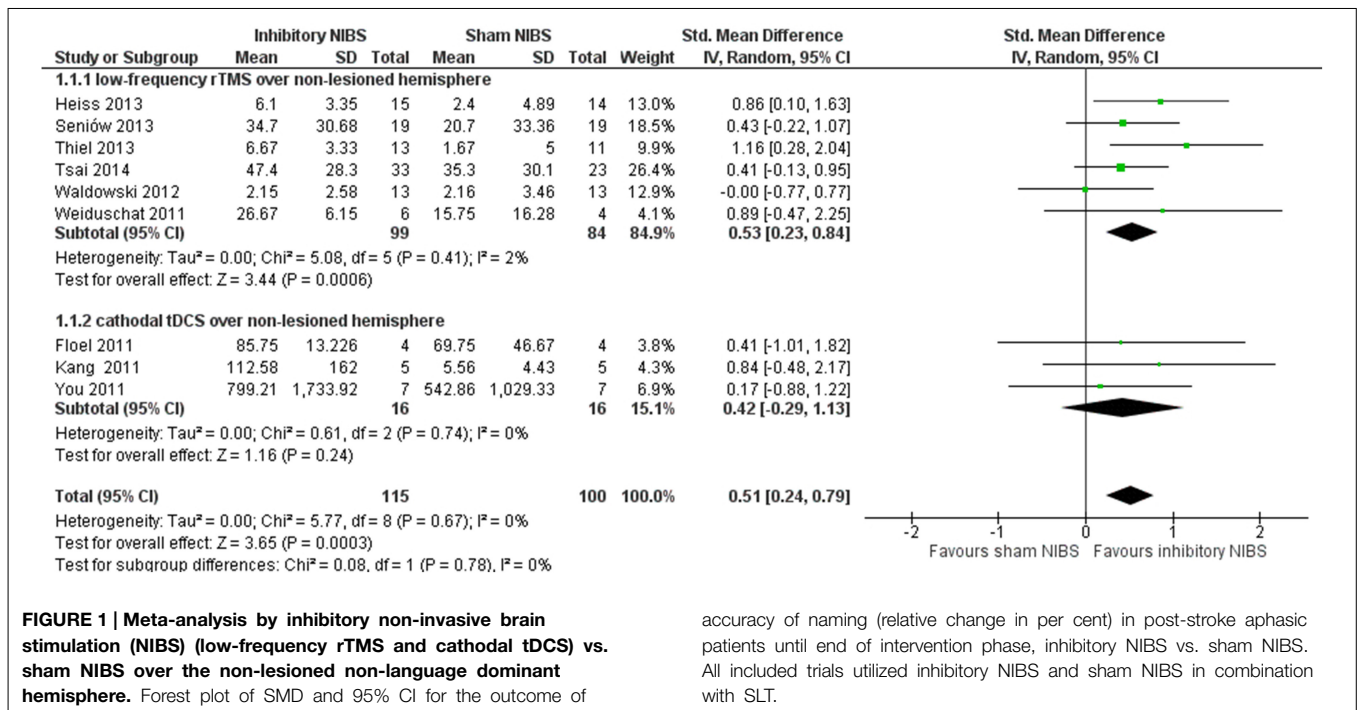 Inhibitory NIBS Sham NIBS Std. Mean Difference Std. Mean Difference
Study or Subgroup Mean SD Total Mean SD Total Weight IV, Random, 95% CI IV, Random, 95% CI
1.1.1 low-frequency rTMS over non-lesioned hemisphere
Heiss 2013 6.1 3.35 15 2.4 4.89 14 13.0% 0.86 [0.10, 1.63]
Seniów 2013 34.7 30.68 19 20.7 33.36 19 18.5% 0.43 [-0.22, 1.07]
Thiel 2013 6.67 3.33 13 1.67 5 11 9.9% 1.16 [0.28, 2.04]
Tsai 2014 47.4 28.3 33 35.3 30.1 23 26.4% 0.41 [-0.13, 0.95]
Waldowski 2012 2.15 2.58 13 2.16 3.46 13 12.9% -0.00 [-0.77, 0.77]
Weiduschat 2011 26.67 6.15 6 15.75 16.28 4 4.1% 0.89 [-0.47, 2.25]
Subtotal (95% CI) 99 84 84.9% 0.53 [0.23, 0.84]
Heterogeneity: Tau² = 0.00; Chi² = 5.08, df = 5 (P = 0.41); I² = 2%
Test for overall effect: Z = 3.44 (P = 0.0006)
1.1.2 cathodal tDCS over non-lesioned hemisphere
Floel 2011 85.75 13.226 4 69.75 46.67 4 3.8% 0.41 [-1.01, 1.82]
Kang 2011 112.58 162 5 5.56 4.43 5 4.3% 0.84 [-0.48, 2.17]
You 2011 799.21 1,733.92 7 542.86 1,029.33 7 6.9% 0.17 [-0.88, 1.22]
Subtotal (95% CI) 16 16 15.1% 0.42 [-0.29, 1.13]
Heterogeneity: Tau² = 0.00; Chi² = 0.61, df = 2 (P = 0.74); I² = 0%
Test for overall effect: Z = 1.16 (P = 0.24)
Total (95% CI) 115 100 100.0% 0.51 [0.24, 0.79]
Heterogeneity: Tau² = 0.00; Chi² = 5.77, df = 8 (P = 0.67); I² = 0%
Test for overall effect: Z = 3.65 (P = 0.0003)
Test for subgroup differences: Chi² = 0.08, df = 1 (P = 0.78), I² = 0%
-2 -1 0 1 2
Favours sham NIBS Favours inhibitory NIBS
FIGURE 1 | Meta-analysis by inhibitory non-invasive brain
stimulation (NIBS) (low-frequency rTMS and cathodal tDCS) vs.
sham NIBS over the non-lesioned non-language dominant
hemisphere. Forest plot of SMD and 95% CI for the outcome of
accuracy of naming (relative change in per cent) in post-stroke aphasic
patients until end of intervention phase, inhibitory NIBS vs. sham NIBS.
All included trials utilized inhibitory NIBS and sham NIBS in combination
with SLT.